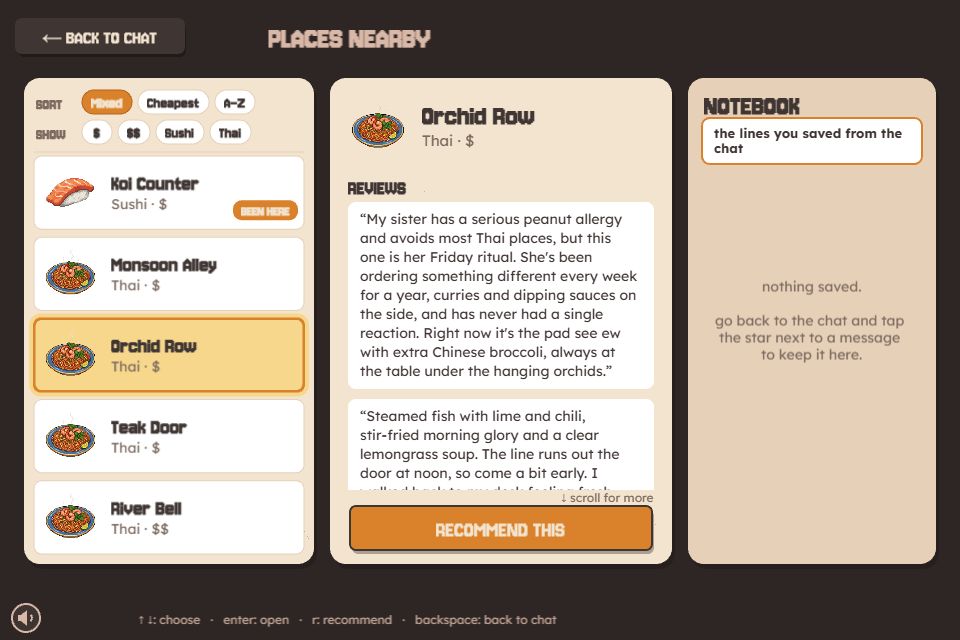 ← BACK TO CHAT
PLACES NEARBY
SORT
Mixed
Cheapest
A-Z
SHOW
$
$$
Sushi
Thai
Koi Counter
Sushi · $
BEEN HERE
Monsoon Alley
Thai · $
Orchid Row
Thai · $
Teak Door
Thai · $
River Bell
Thai · $$
Orchid Row
Thai · $
REVIEWS
“My sister has a serious peanut allergy
and avoids most Thai places, but this
one is her Friday ritual. She's been
ordering something different every week
for a year, curries and dipping sauces on
the side, and has never had a single
reaction. Right now it's the pad see ew
with extra Chinese broccoli, always at
the table under the hanging orchids.”
“Steamed fish with lime and chili,
stir-fried morning glory and a clear
lemongrass soup. The line runs out the
door at noon, so come a bit early. I
walked back to my desk feeling fresh
↓ scroll for more
RECOMMEND THIS
NOTEBOOK
the lines you saved from the
chat
nothing saved.
go back to the chat and tap
the star next to a message
to keep it here.
↑ ↓: choose · enter: open · r: recommend · backspace: back to chat